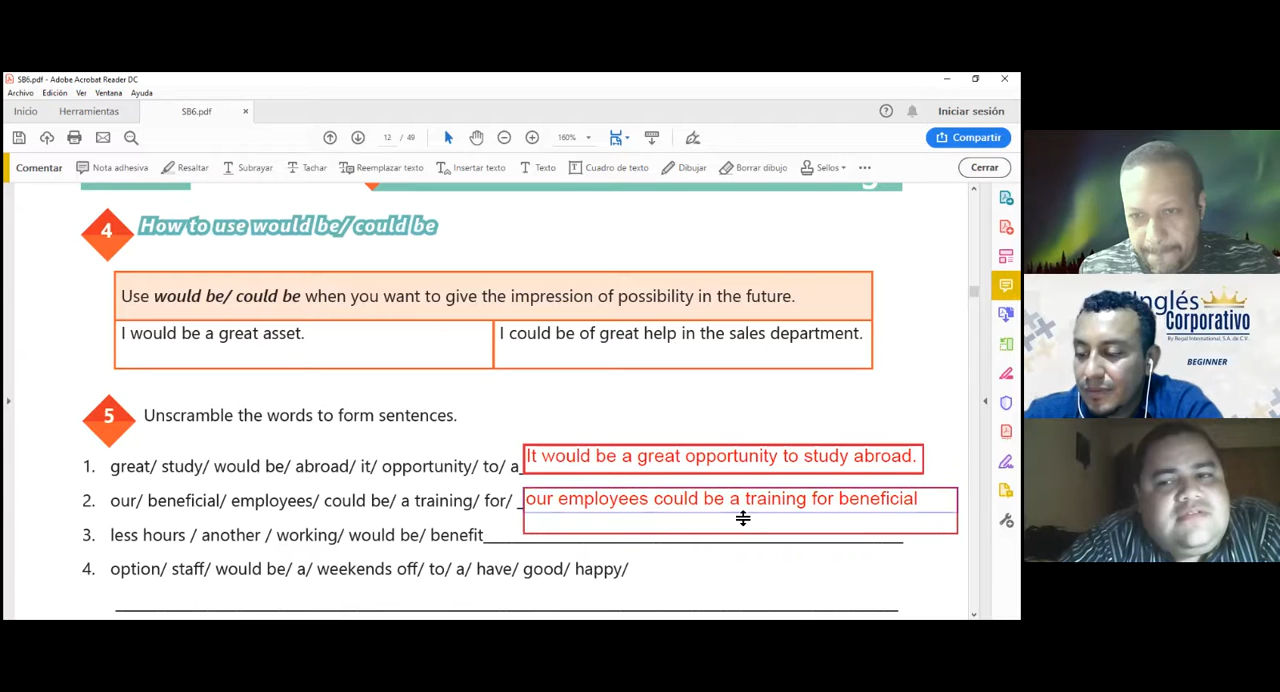 SB6.pdf - Adobe Acrobat Reader DC
Archivo Edición Ver Ventana Ayuda
Inicio Herramientas SB6.pdf × Iniciar sesión
12 / 49 160% Compartir
Comentar Nota adhesiva Resaltar Subrayar Tachar Reemplazar texto Insertar texto Texto Cuadro de texto Dibujar Borrar dibujo Sellos Cerrar
4 How to use would be/ could be
Use would be/ could be when you want to give the impression of possibility in the future.
I would be a great asset. I could be of great help in the sales department.
5 Unscramble the words to form sentences.
1. great/ study/ would be/ abroad/ it/ opportunity/ to/ a It would be a great opportunity to study abroad.
2. our/ beneficial/ employees/ could be/ a training/ for/ our employees could be a training for beneficial
3. less hours / another / working/ would be/ benefit
4. option/ staff/ would be/ a/ weekends off/ to/ a/ have/ good/ happy/
Inglés
Corporativo
By Regal International, S.A. de C.V.
BEGINNER